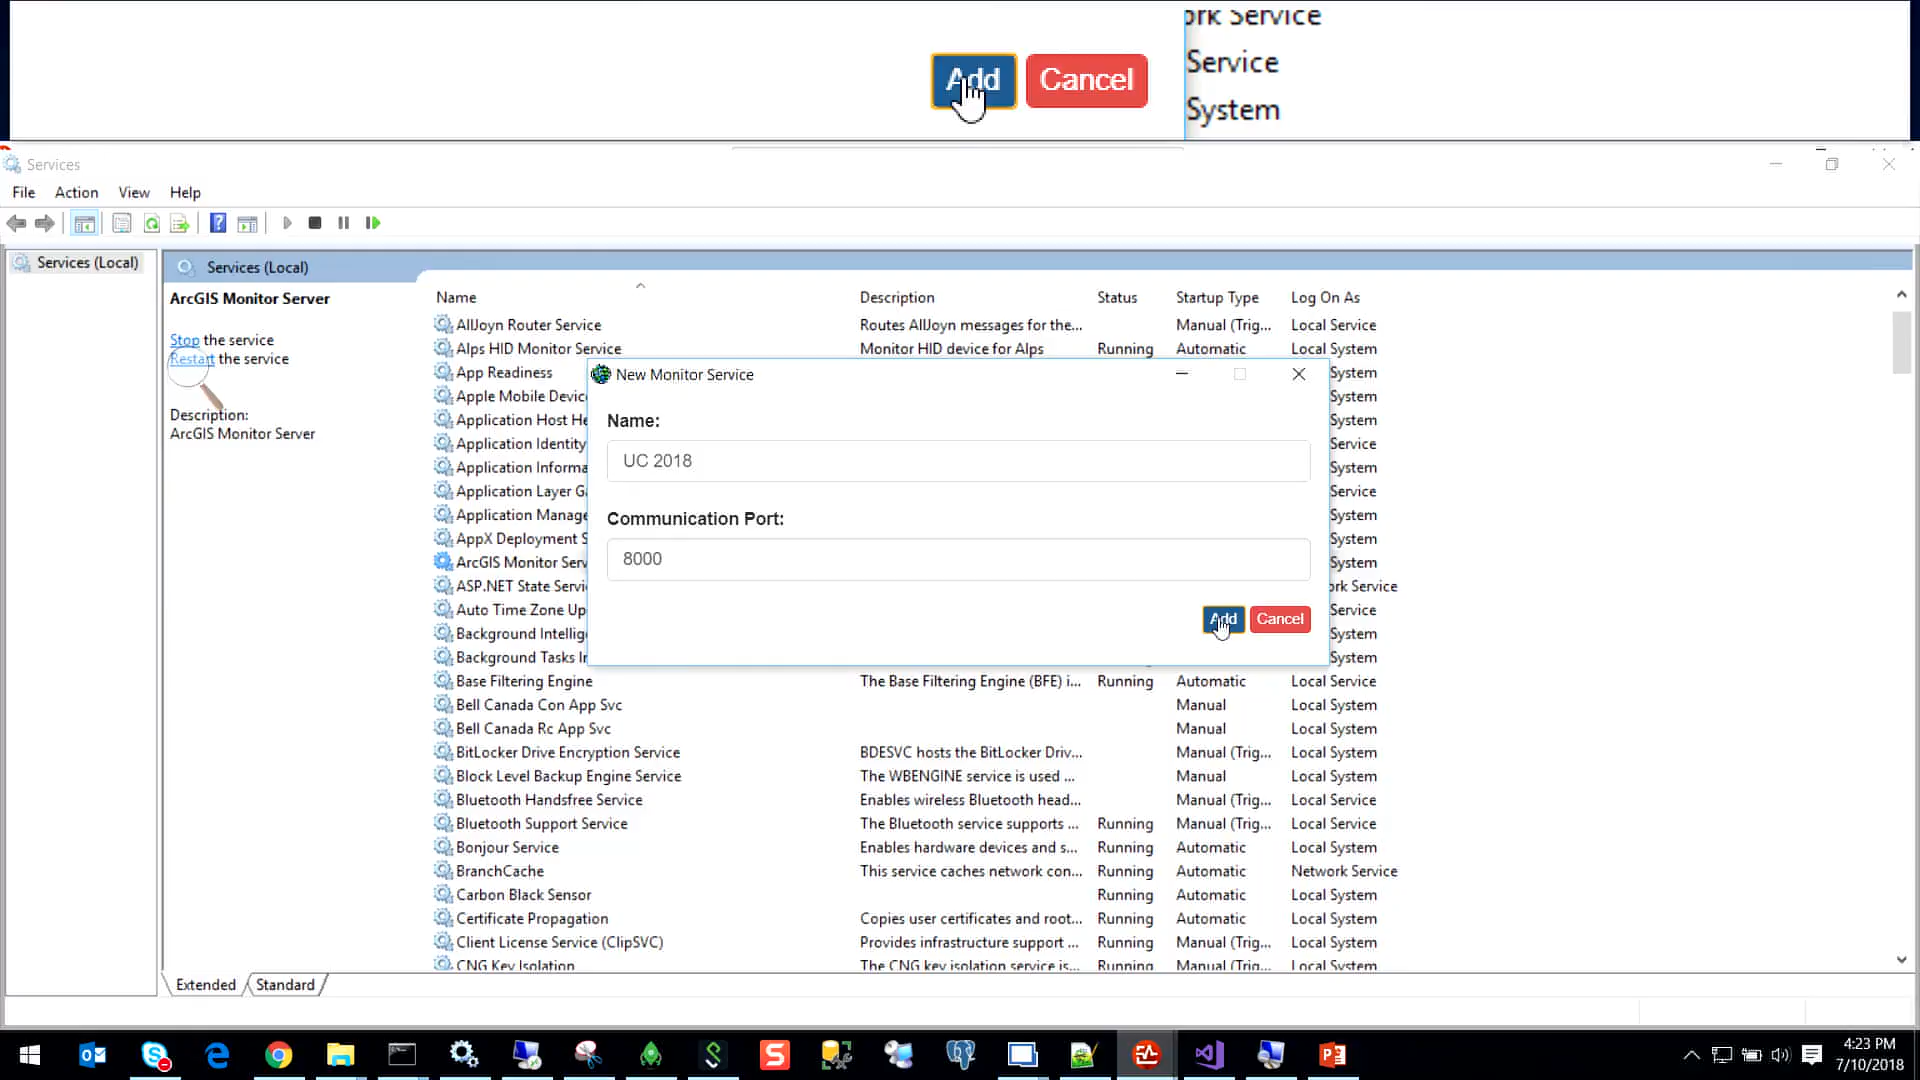 ork Service
Add Cancel Service
System
Services
File Action View Help
Services (Local)
Services (Local)
ArcGIS Monitor Server
Stop the service
Restart the service
Description:
ArcGIS Monitor Server
Name Description Status Startup Type Log On As
AllJoyn Router Service Routes AllJoyn messages for the... Manual (Trig... Local Service
Alps HID Monitor Service Monitor HID device for Alps Running Automatic Local System
App Readiness System
Apple Mobile Devic System
Application Host He System
Application Identity Service
Application Informa System
Application Layer Ga Service
Application Manage System
AppX Deployment S System
ArcGIS Monitor Serv System
ASP.NET State Servi ork Service
Auto Time Zone Up Service
Background Intellig System
Background Tasks In System
New Monitor Service
Name:
UC 2018
Communication Port:
8000
Add Cancel
Base Filtering Engine The Base Filtering Engine (BFE) i... Running Automatic Local Service
Bell Canada Con App Svc Manual Local System
Bell Canada Rc App Svc Manual Local System
BitLocker Drive Encryption Service BDESVC hosts the BitLocker Driv... Manual (Trig... Local System
Block Level Backup Engine Service The WBENGINE service is used ... Manual Local System
Bluetooth Handsfree Service Enables wireless Bluetooth head... Manual (Trig... Local Service
Bluetooth Support Service The Bluetooth service supports ... Running Manual (Trig... Local Service
Bonjour Service Enables hardware devices and s... Running Automatic Local System
BranchCache This service caches network con... Running Automatic Network Service
Carbon Black Sensor Running Automatic Local System
Certificate Propagation Copies user certificates and root... Running Automatic Local System
Client License Service (ClipSVC) Provides infrastructure support ... Running Manual (Trig... Local System
CNG Key Isolation The CNG key isolation service is... Running Manual (Trig... Local System
Extended Standard
4:23 PM
7/10/2018